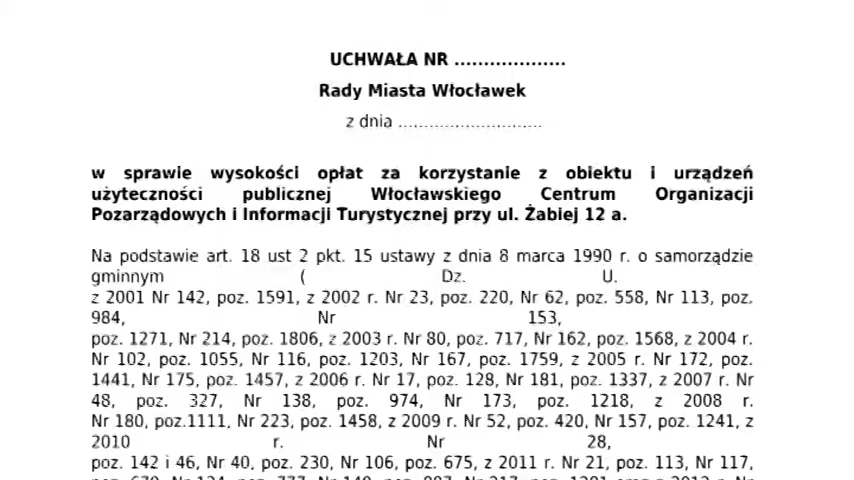 UCHWAŁA NR ...................
Rady Miasta Włocławek
z dnia ............................
w sprawie wysokości opłat za korzystanie z obiektu i urządzeń
użyteczności publicznej Włocławskiego Centrum Organizacji
Pozarządowych i Informacji Turystycznej przy ul. Żabiej 12 a.
Na podstawie art. 18 ust 2 pkt. 15 ustawy z dnia 8 marca 1990 r. o samorządzie
gminnym ( Dz. U.
z 2001 Nr 142, poz. 1591, z 2002 r. Nr 23, poz. 220, Nr 62, poz. 558, Nr 113, poz.
984, Nr 153,
poz. 1271, Nr 214, poz. 1806, z 2003 r. Nr 80, poz. 717, Nr 162, poz. 1568, z 2004 r.
Nr 102, poz. 1055, Nr 116, poz. 1203, Nr 167, poz. 1759, z 2005 r. Nr 172, poz.
1441, Nr 175, poz. 1457, z 2006 r. Nr 17, poz. 128, Nr 181, poz. 1337, z 2007 r. Nr
48, poz. 327, Nr 138, poz. 974, Nr 173, poz. 1218, z 2008 r.
Nr 180, poz.1111, Nr 223, poz. 1458, z 2009 r. Nr 52, poz. 420, Nr 157, poz. 1241, z
2010 r. Nr 28,
poz. 142 i 46, Nr 40, poz. 230, Nr 106, poz. 675, z 2011 r. Nr 21, poz. 113, Nr 117,